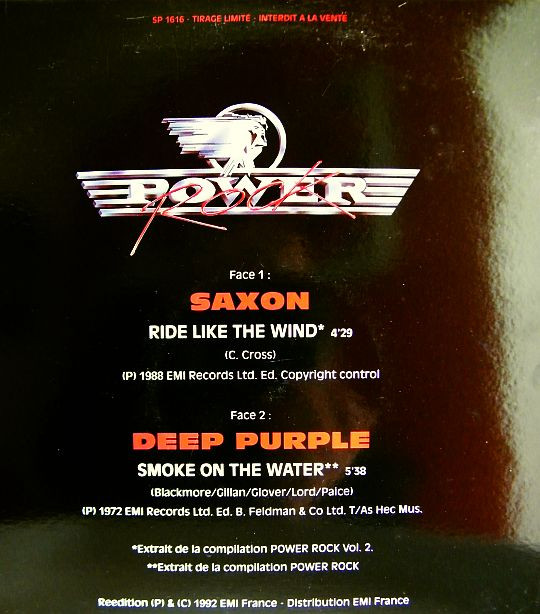 SP 1616 - TIRAGE LIMITÉ - INTERDIT A LA VENTE
POWER
Rock
Face 1 :
SAXON
RIDE LIKE THE WIND* 4'29
(C. Cross)
(P) 1988 EMI Records Ltd. Ed. Copyright control
Face 2 :
DEEP PURPLE
SMOKE ON THE WATER** 5'38
(Blackmore/Gillan/Glover/Lord/Paice)
(P) 1972 EMI Records Ltd. Ed. B. Feldman & Co Ltd. T/As Hec Mus.
*Extrait de la compilation POWER ROCK Vol. 2.
**Extrait de la compilation POWER ROCK
Reedition (P) & (C) 1992 EMI France - Distribution EMI France